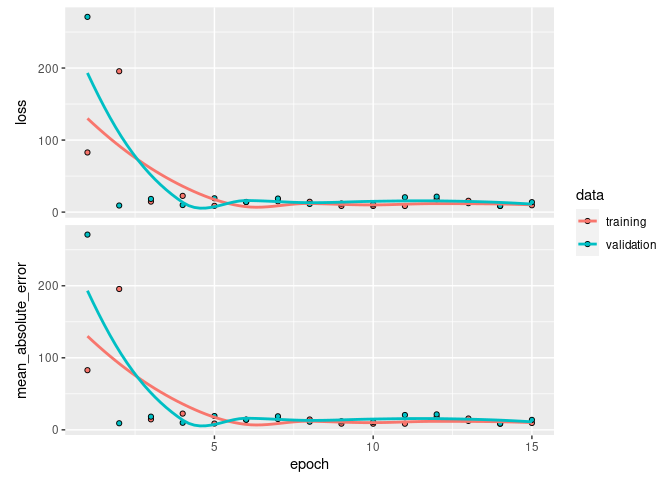 loss
200
100
0
mean_absolute_error
200
100
0
5
10
15
epoch
data
training
validation